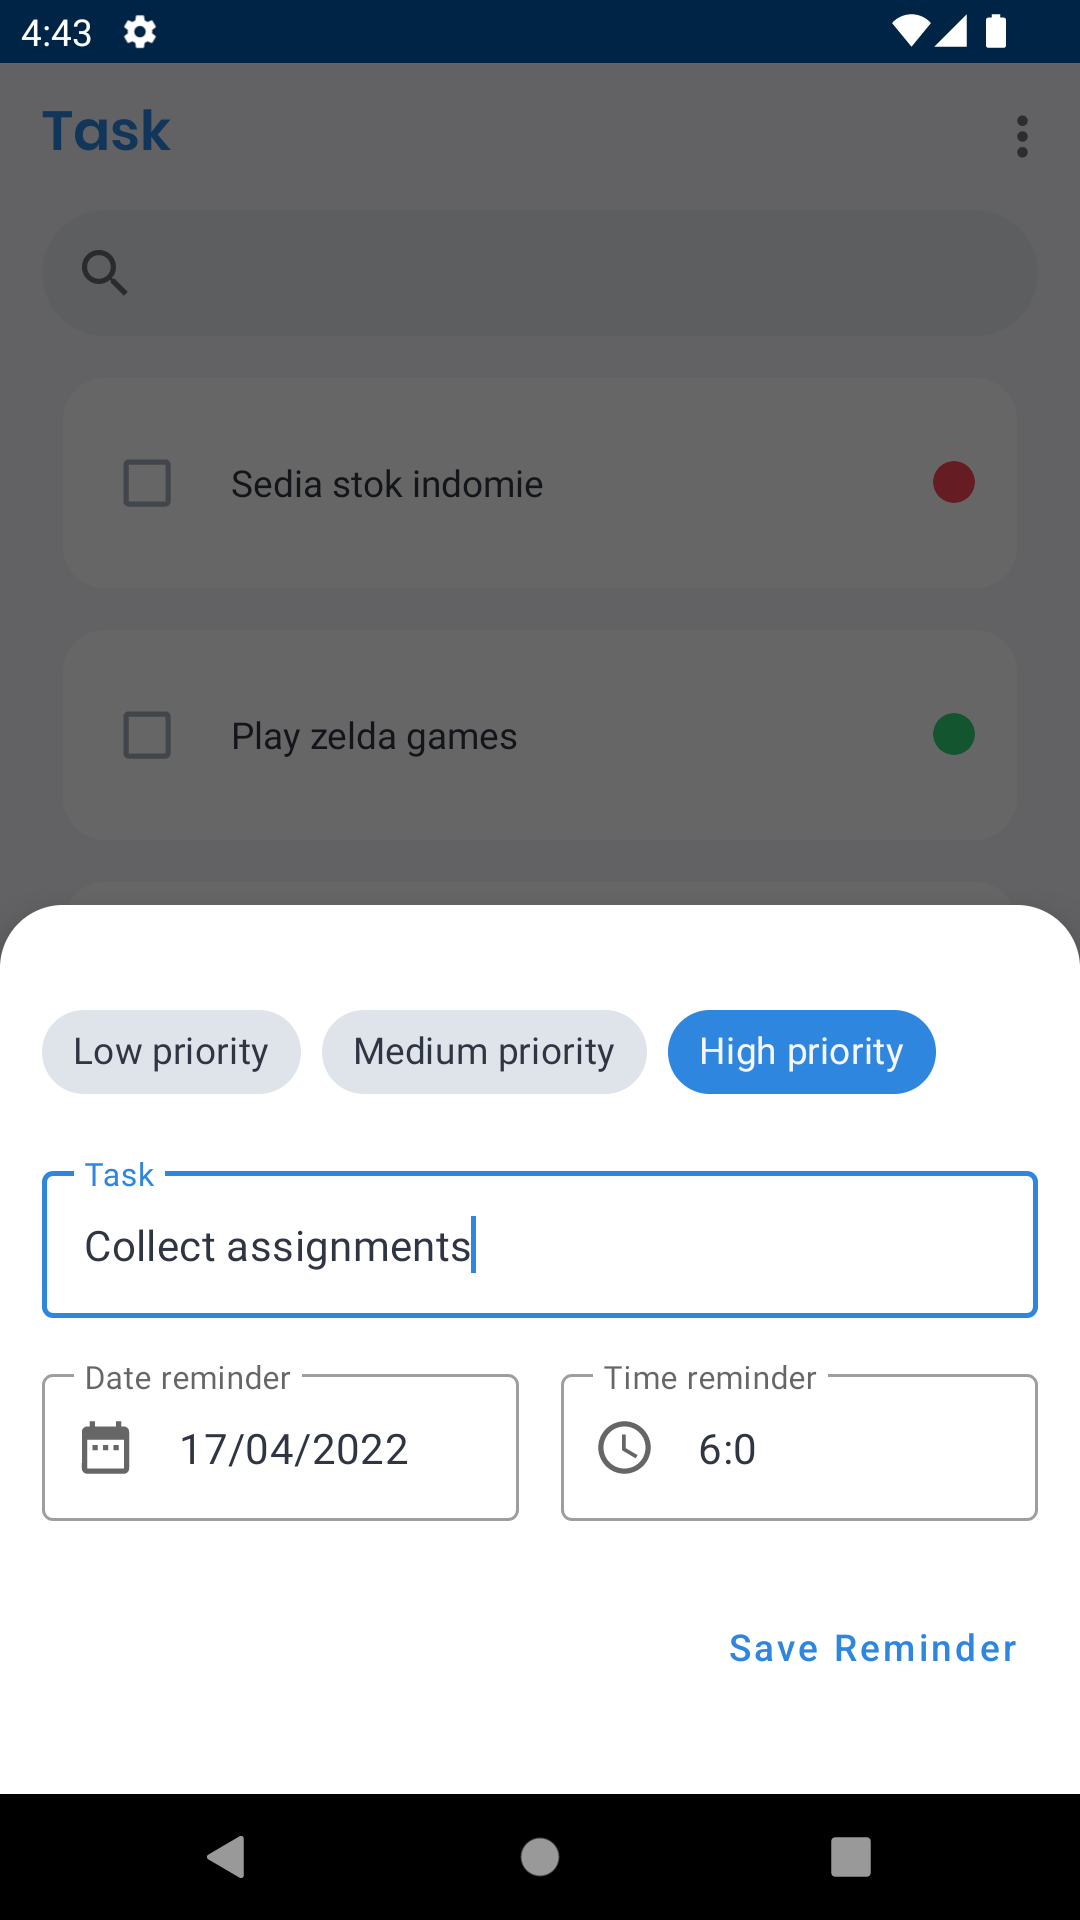 4:43
Task
Sedia stok indomie
Play zelda games
Low priority Medium priority High priority
Task
Collect assignments
Date reminder Time reminder
17/04/2022 6:0
Save Reminder